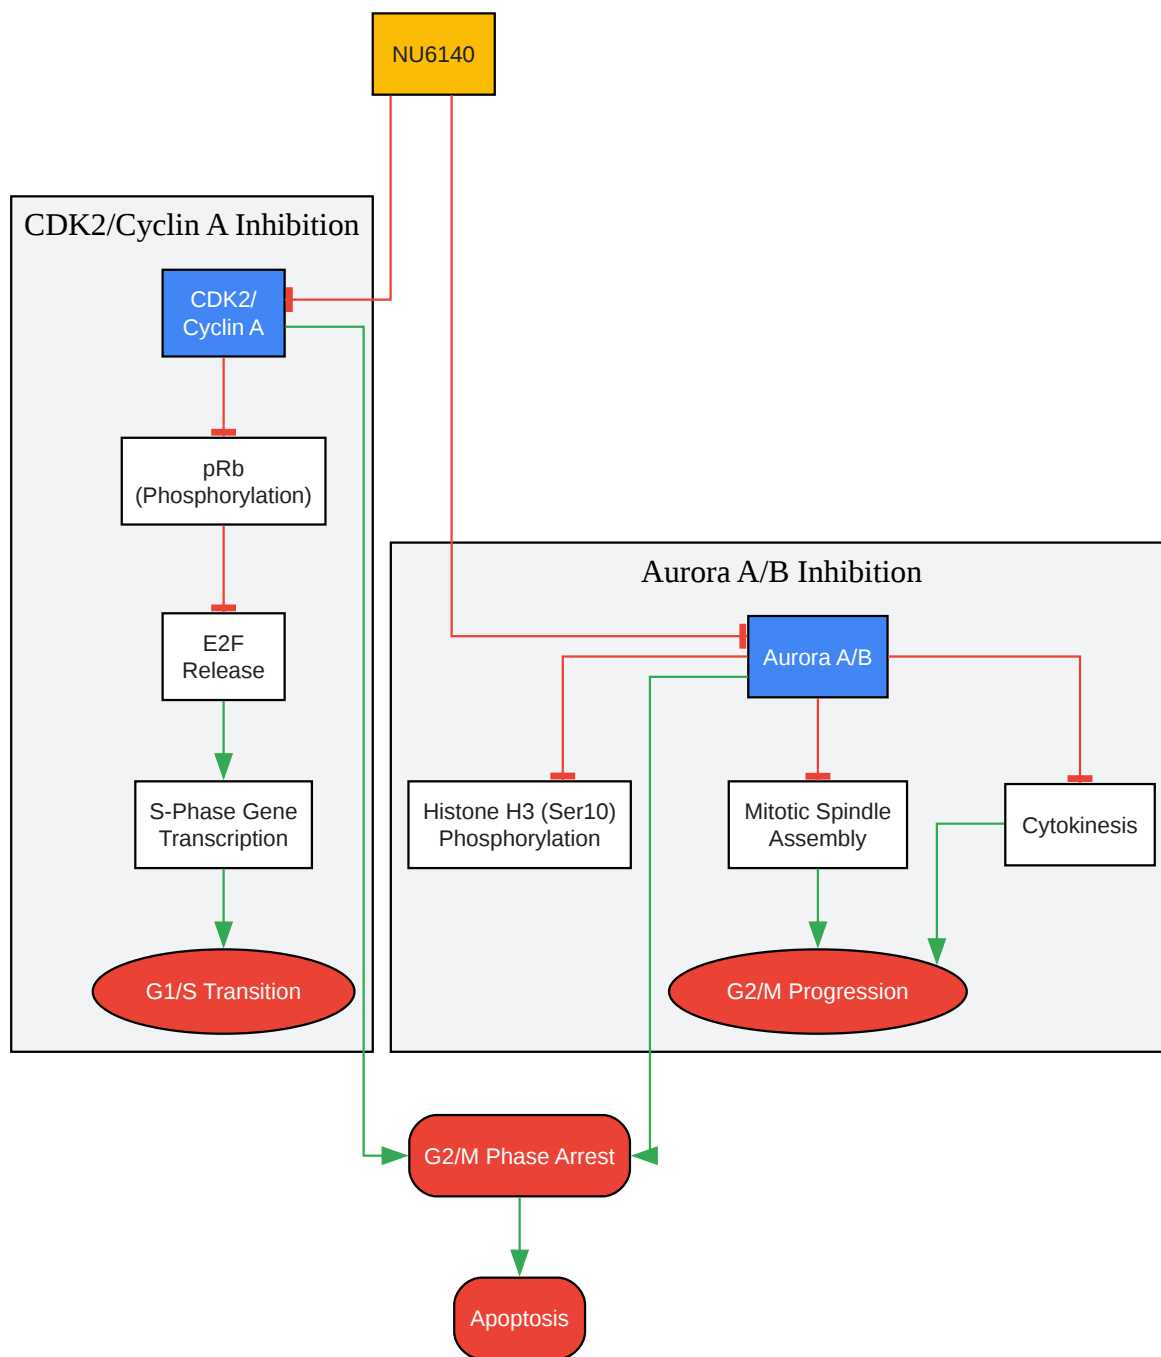 NU6140
CDK2/Cyclin A Inhibition
CDK2/
Cyclin A
pRb
(Phosphorylation)
E2F
Release
S-Phase Gene
Transcription
G1/S Transition
Aurora A/B Inhibition
Aurora A/B
Histone H3 (Ser10)
Phosphorylation
Mitotic Spindle
Assembly
Cytokinesis
G2/M Progression
G2/M Phase Arrest
Apoptosis